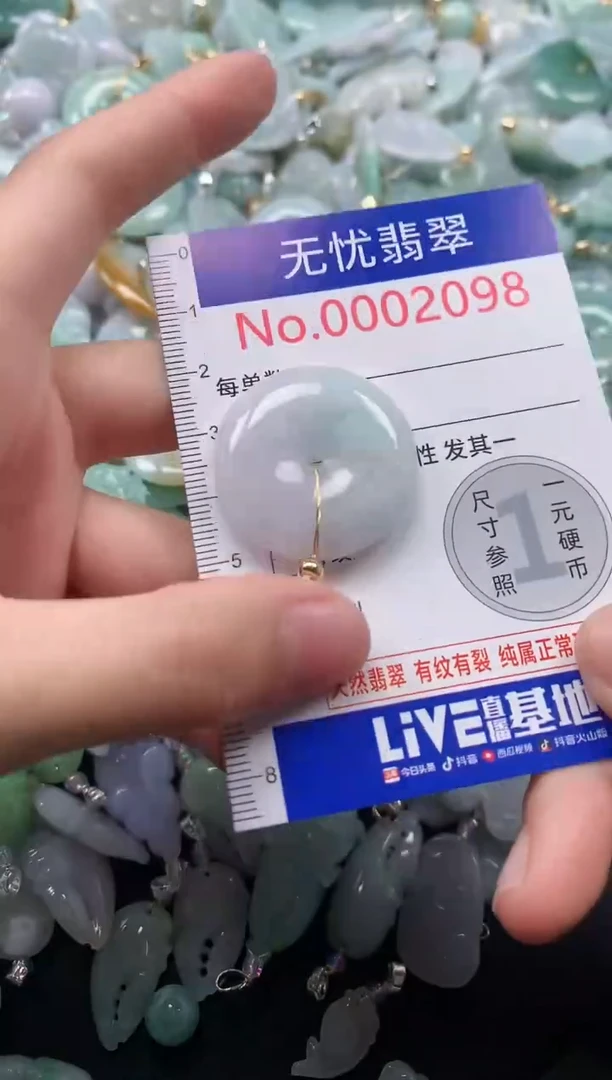 无忧翡翠
No.0002098
0
1
2
3
5
8
每单
性 发其一
尺寸参照
1
一元硬币
天然翡翠 有纹有裂 纯属正常
LIVE直播基地
今日头条 抖音 西瓜视频 抖音火山